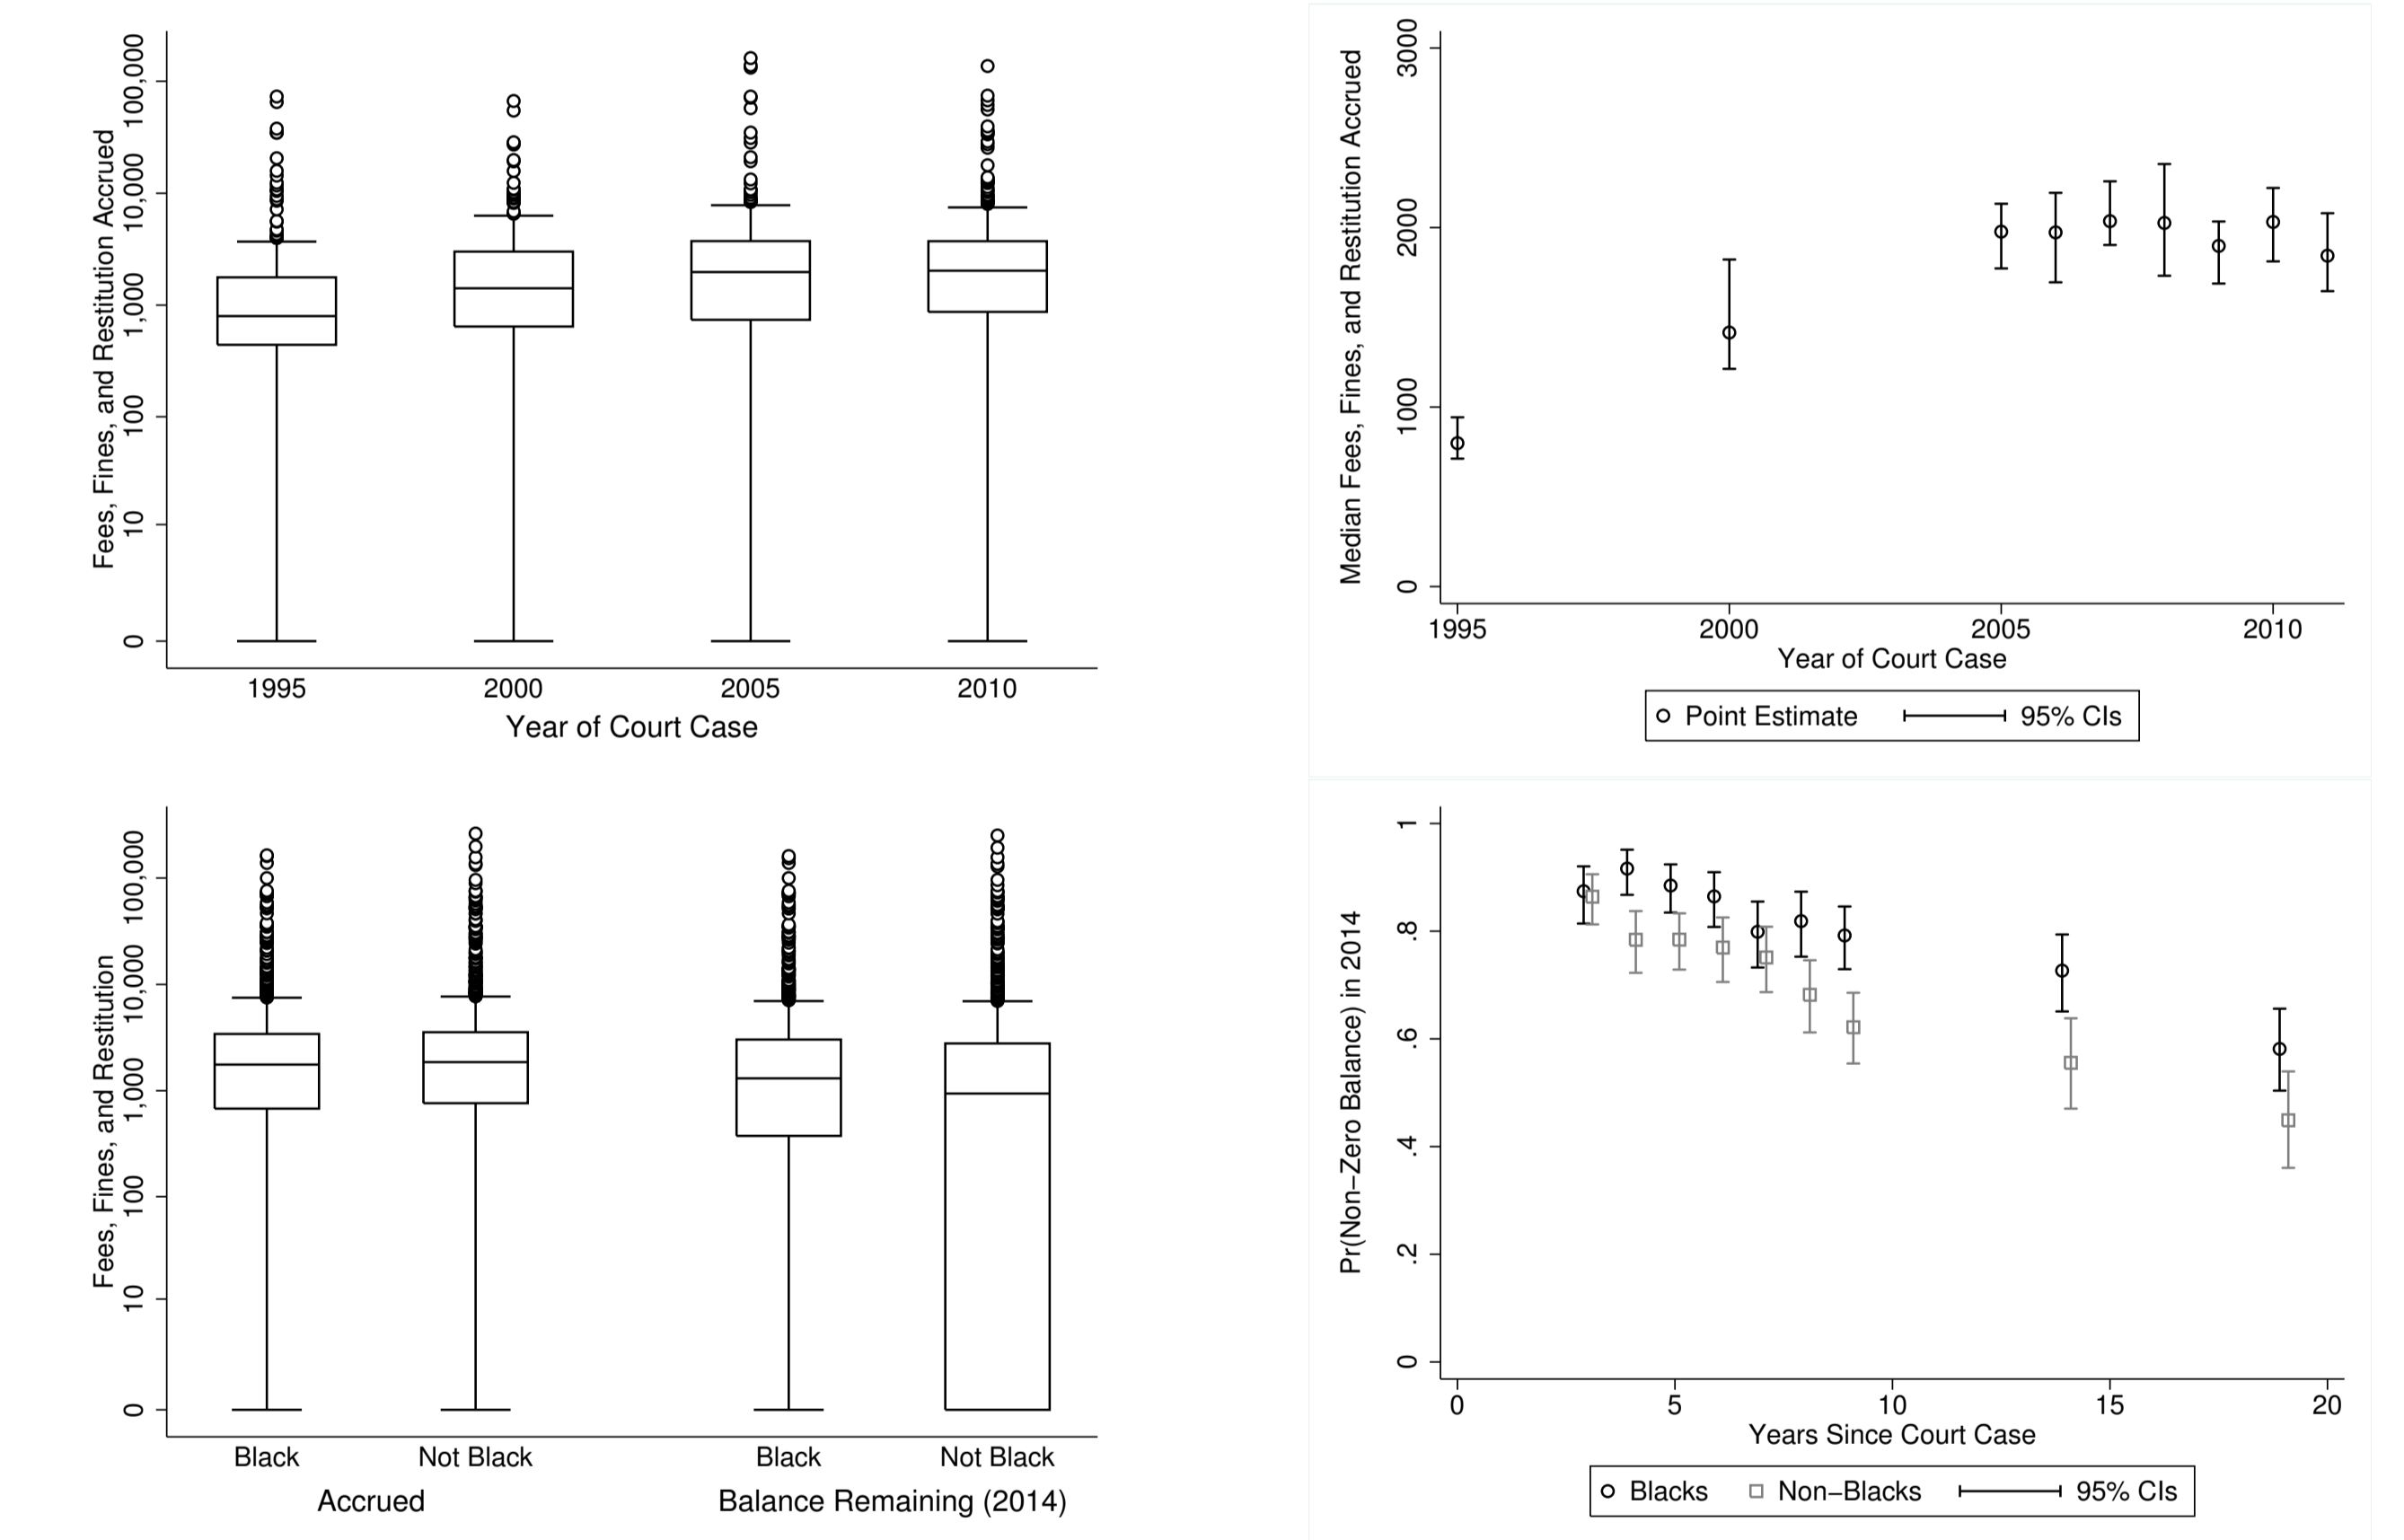 Fees, Fines, and Restitution Accrued
100,000
10,000
1,000
100
10
0
1995 2000 2005 2010
Year of Court Case
Median Fees, Fines, and Restitution Accrued
3000
2000
1000
0
1995 2000 2005 2010
Year of Court Case
Point Estimate 95% CIs
Fees, Fines, and Restitution
100,000
10,000
1,000
100
10
0
Black Not Black Black Not Black
Accrued Balance Remaining (2014)
Pr(Non−Zero Balance) in 2014
1
.8
.6
.4
.2
0
0 5 10 15 20
Years Since Court Case
Blacks Non−Blacks 95% CIs